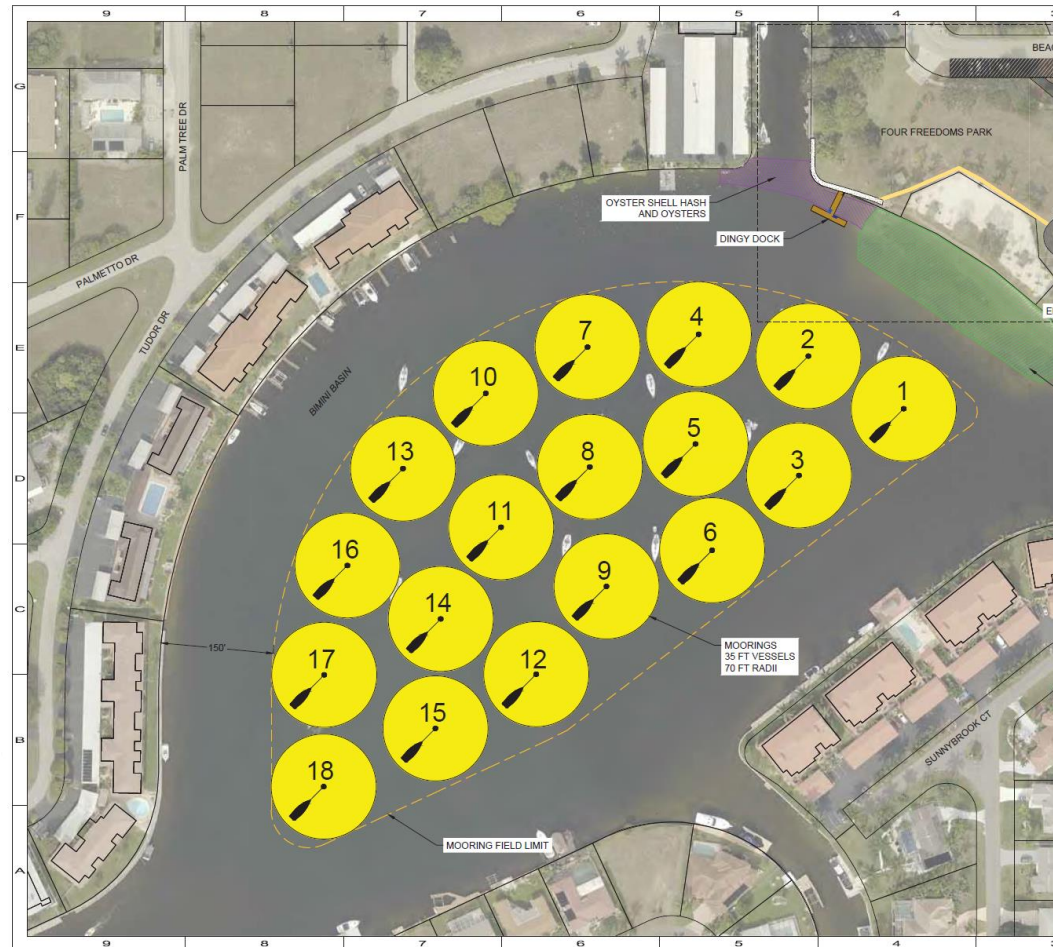 9 8 7 6 5 4
G
BEAC
PALM TREE DR
FOUR FREEDOMS PARK
F
OYSTER SHELL HASH
AND OYSTERS
DINGY DOCK
PALMETTO DR
TUDOR DR
E
BIMINI BASIN
7
4
2
10
1
13
8
5
3
D
11
16
6
9
C
14
MOORINGS
35 FT VESSELS
70 FT RADII
150'
17
12
15
B
SUNNYBROOK CT
18
MOORING FIELD LIMIT
A
9 8 7 6 5 4